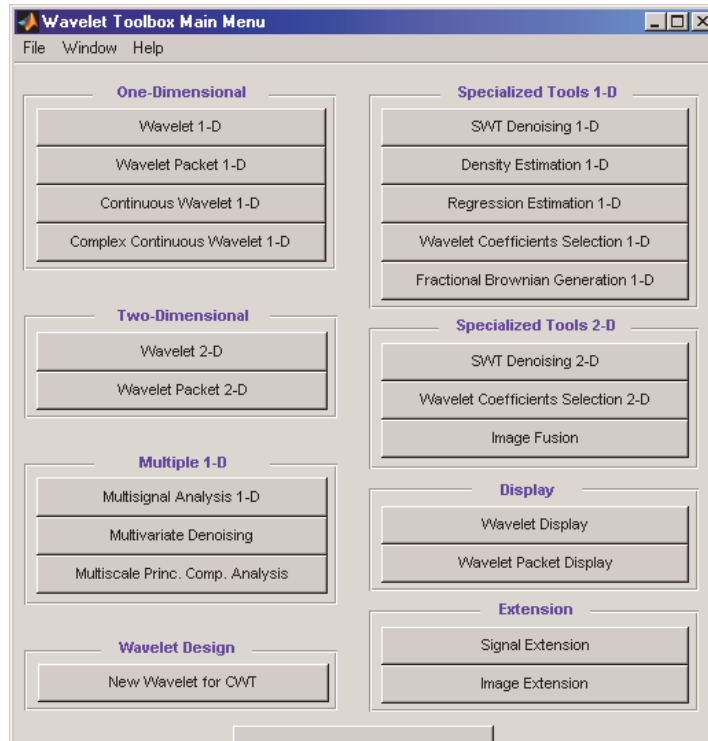 Wavelet Toolbox Main Menu
File Window Help
One-Dimensional
Wavelet 1-D
Wavelet Packet 1-D
Continuous Wavelet 1-D
Complex Continuous Wavelet 1-D
Two-Dimensional
Wavelet 2-D
Wavelet Packet 2-D
Multiple 1-D
Multisignal Analysis 1-D
Multivariate Denoising
Multiscale Princ. Comp. Analysis
Wavelet Design
New Wavelet for CWT
Specialized Tools 1-D
SWT Denoising 1-D
Density Estimation 1-D
Regression Estimation 1-D
Wavelet Coefficients Selection 1-D
Fractional Brownian Generation 1-D
Specialized Tools 2-D
SWT Denoising 2-D
Wavelet Coefficients Selection 2-D
Image Fusion
Display
Wavelet Display
Wavelet Packet Display
Extension
Signal Extension
Image Extension